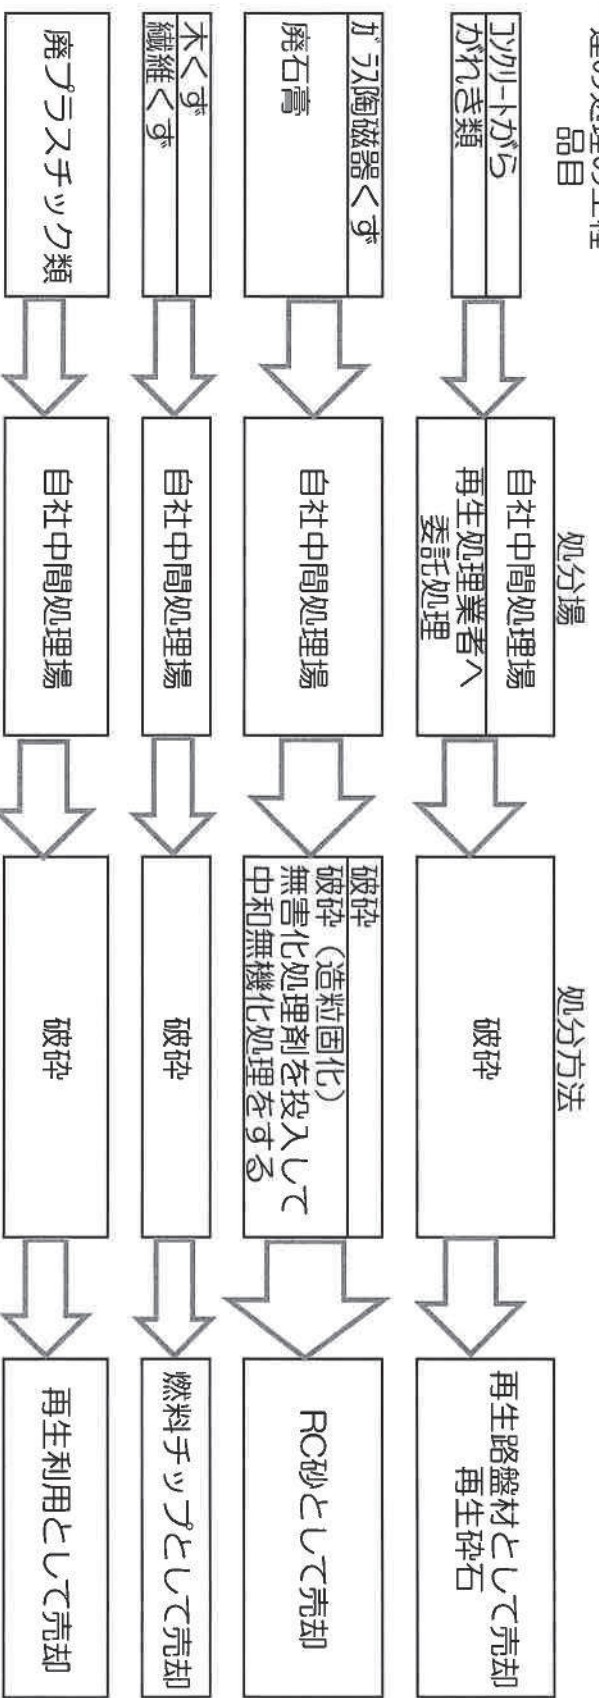 一連の処理の工程
品目
処分場
処分方法
コンクリートがら
がれき類
自社中間処理場
再生処理業者へ
委託処理
破砕
再生路盤材として売却
再生砕石
ガラス陶磁器くず
廃石膏
自社中間処理場
破砕
破砕（造粒固化）
無害化処理剤を投入して
中和無機化処理をする
RC砂として売却
木くず
繊維くず
自社中間処理場
破砕
燃料チップとして売却
廃プラスチック類
自社中間処理場
破砕
再生利用として売却